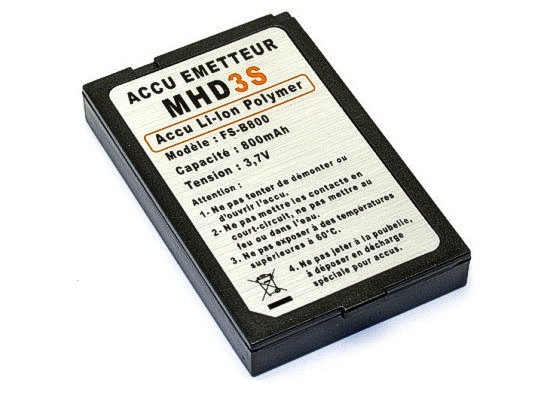 ACCU EMETTEUR
MHD3S
Accu Li-Ion Polymer
Modèle : FS-B800
Capacité : 800mAh
Tension : 3,7V
Attention :
1. Ne pas tenter de démonter ou
d'ouvrir l'accu.
2. Ne pas mettre les contacts en
court-circuit, ne pas mettre au
feu ou dans l'eau.
3. Ne pas exposer à des températures
supérieures à 60°C.
4. Ne pas jeter à la poubelle,
à déposer en décharge
spéciale pour accus.